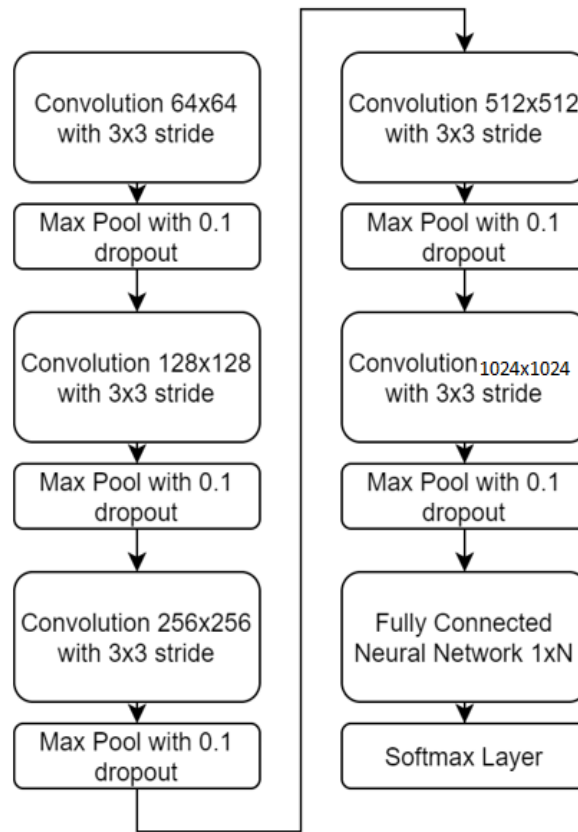 Convolution 64x64
with 3x3 stride
Max Pool with 0.1
dropout
Convolution 128x128
with 3x3 stride
Max Pool with 0.1
dropout
Convolution 256x256
with 3x3 stride
Max Pool with 0.1
dropout
Convolution 512x512
with 3x3 stride
Max Pool with 0.1
dropout
Convolution 1024x1024
with 3x3 stride
Max Pool with 0.1
dropout
Fully Connected
Neural Network 1xN
Softmax Layer